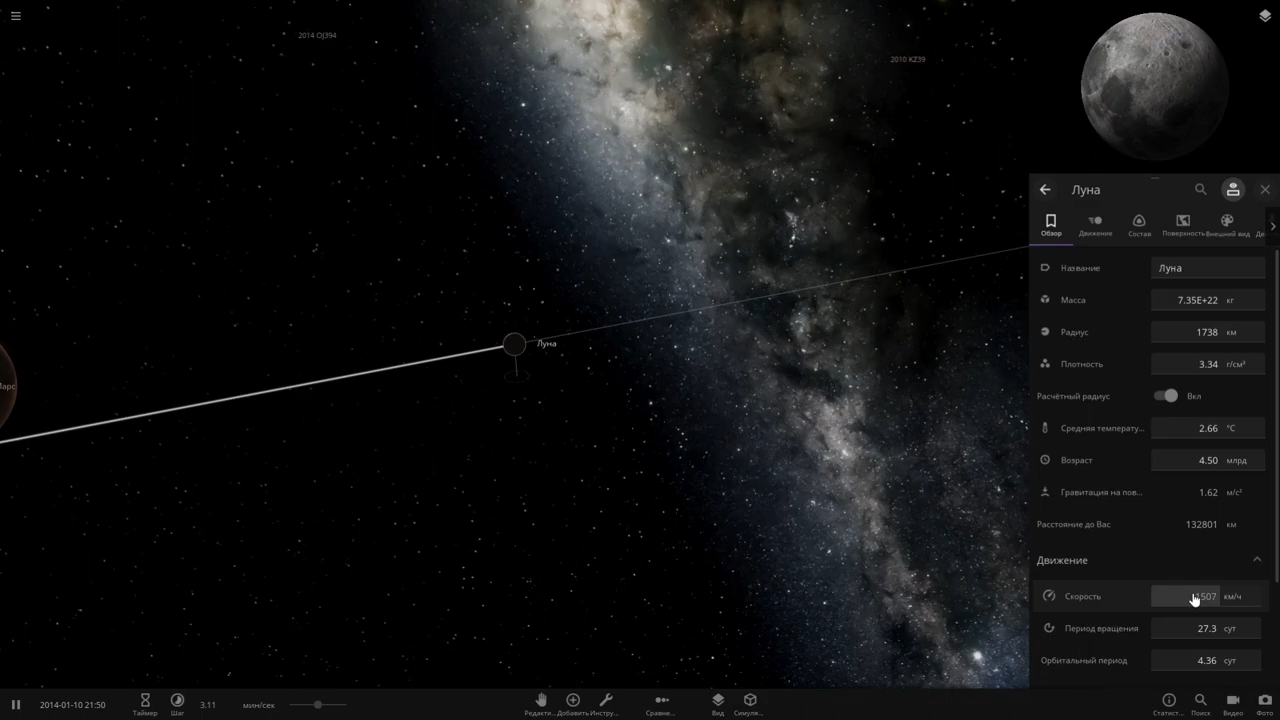 2014 OJ394
2010 KZ39
Луна
Обзор Движение Состав Поверхность Внешний вид
Название Луна
Масса 7.35E+22 кг
Луна
Радиус 1738 км
Плотность 3.34 г/см³
Расчётный радиус Вкл
Средняя температу... 2.66 °C
Возраст 4.50 млрд
Гравитация на пов... 1.62 м/с²
Расстояние до Вас 132801 км
Движение
Скорость км/ч
Период вращения 27.3 сут
Орбитальный период 4.36 сут
2014-01-10 21:50 Таймер Шаг 3.11 мин/сек Редакти... Добавить Инстру... Сравне... Вид Симуля... Статист... Поиск Видео Фото